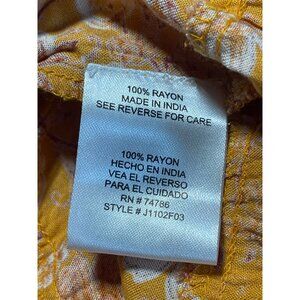 100% RAYON
MADE IN INDIA
SEE REVERSE FOR CARE
100% RAYON
HECHO EN INDIA
VEA EL REVERSO
PARA EL CUIDADO
RN # 74786
STYLE # J1102F03